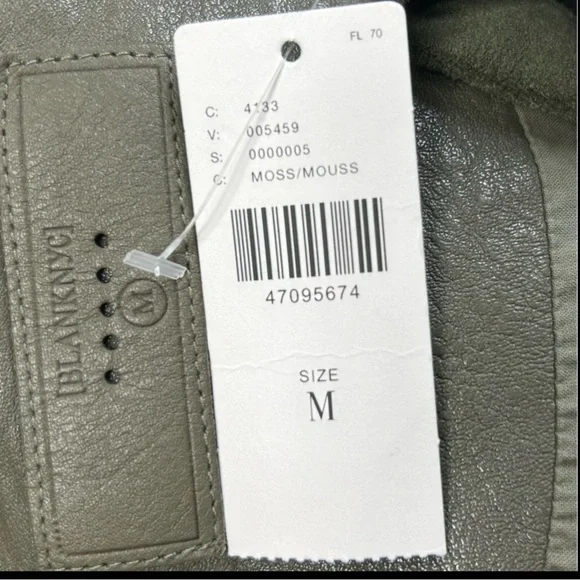 FL 70
C: 4133
V: 005459
S: 0000005
C: MOSS/MOUSS
47095674
SIZE
M
[BLANKNYC]
M